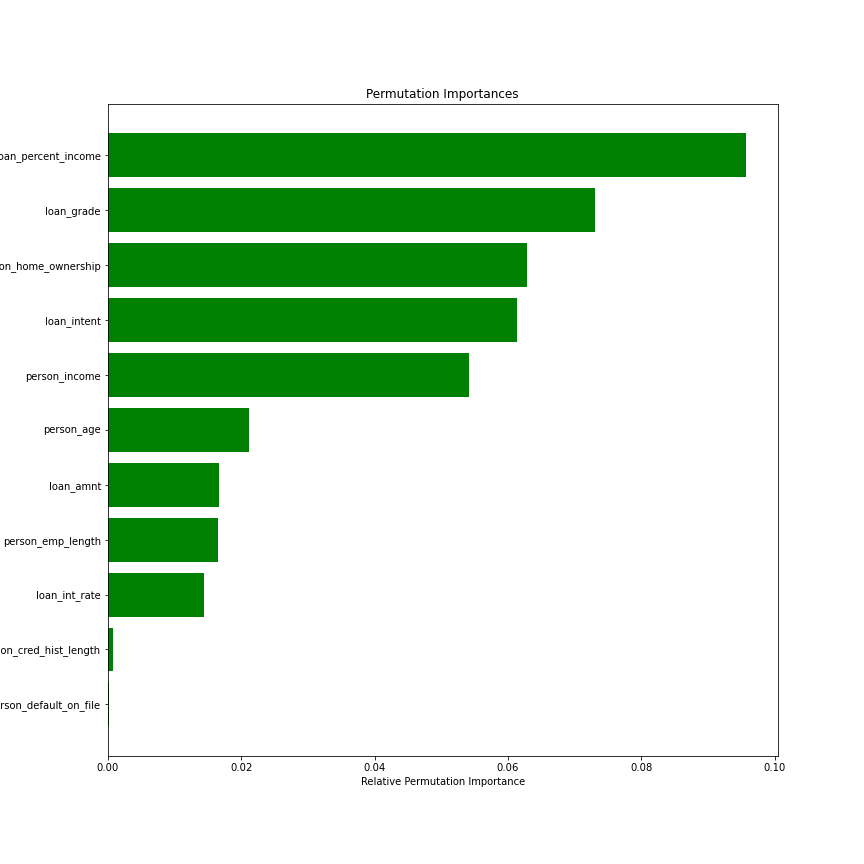 Permutation Importances
oan_percent_income
loan_grade
on_home_ownership
loan_intent
person_income
person_age
loan_amnt
person_emp_length
loan_int_rate
on_cred_hist_length
rson_default_on_file
0.00 0.02 0.04 0.06 0.08 0.10
Relative Permutation Importance